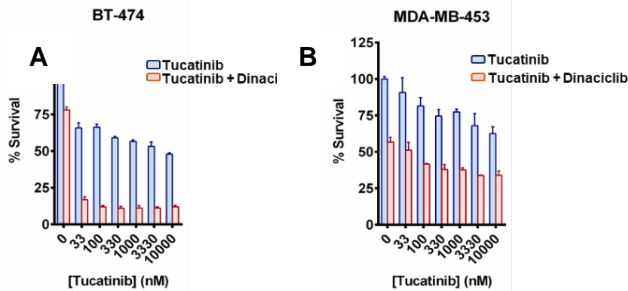 BT-474
A
Tucatinib
Tucatinib + Dinaci
75
50
25
0
% Survival
0
33
100
330
1000
3330
10000
[Tucatinib] (nM)
MDA-MB-453
B
Tucatinib
Tucatinib + Dinaciclib
125
100
75
50
25
0
% Survival
0
33
100
330
1000
3330
10000
[Tucatinib] (nM)